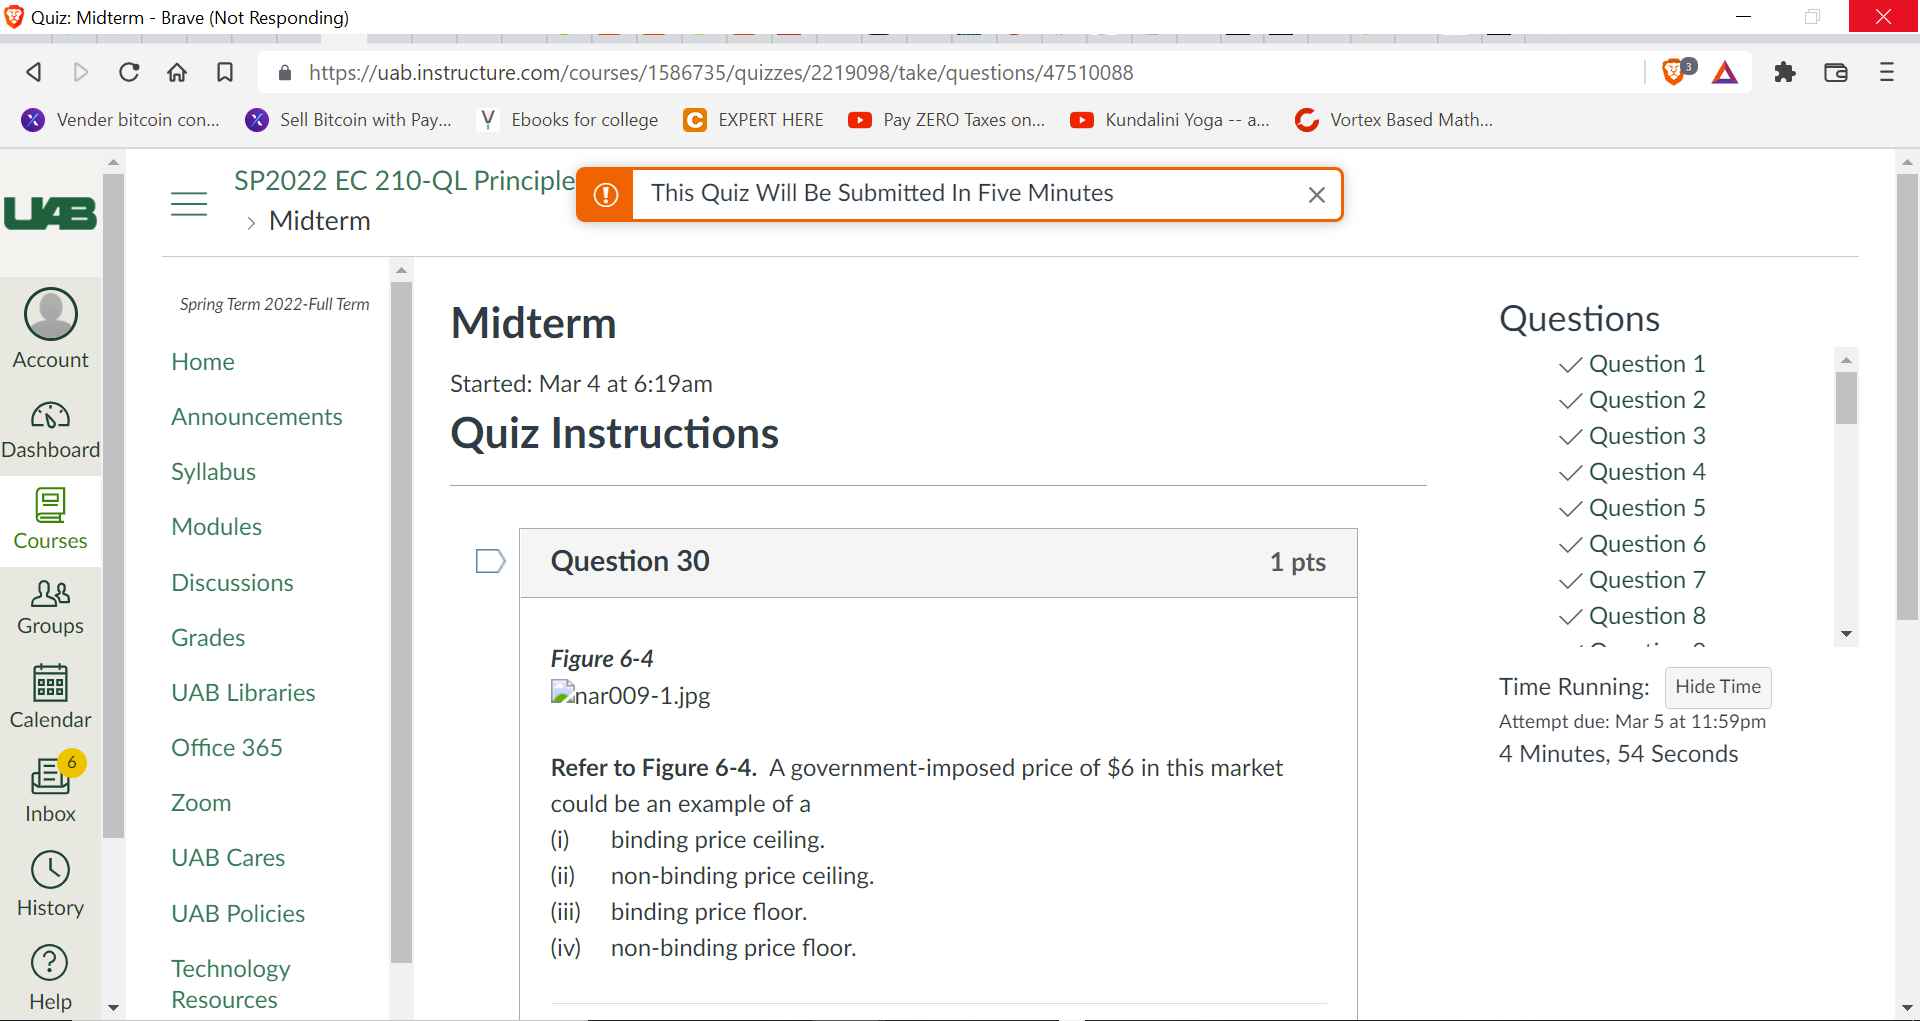 Quiz: Midterm - Brave (Not Responding)
https://uab.instructure.com/courses/1586735/quizzes/2219098/take/questions/47510088
3
Vender bitcoin con...
Sell Bitcoin with Pay...
Ebooks for college
EXPERT HERE
Pay ZERO Taxes on...
Kundalini Yoga -- a...
Vortex Based Math...
UAB
Account
Dashboard
Courses
Groups
Calendar
6
Inbox
History
Help
SP2022 EC 210-QL Principle
> Midterm
This Quiz Will Be Submitted In Five Minutes
Spring Term 2022-Full Term
Home
Announcements
Syllabus
Modules
Discussions
Grades
UAB Libraries
Office 365
Zoom
UAB Cares
UAB Policies
Technology
Resources
Midterm
Started: Mar 4 at 6:19am
Quiz Instructions
Question 30
1 pts
Figure 6-4
nar009-1.jpg
Refer to Figure 6-4. A government-imposed price of $6 in this market
could be an example of a
(i) binding price ceiling.
(ii) non-binding price ceiling.
(iii) binding price floor.
(iv) non-binding price floor.
Questions
Question 1
Question 2
Question 3
Question 4
Question 5
Question 6
Question 7
Question 8
Time Running:
Hide Time
Attempt due: Mar 5 at 11:59pm
4 Minutes, 54 Seconds